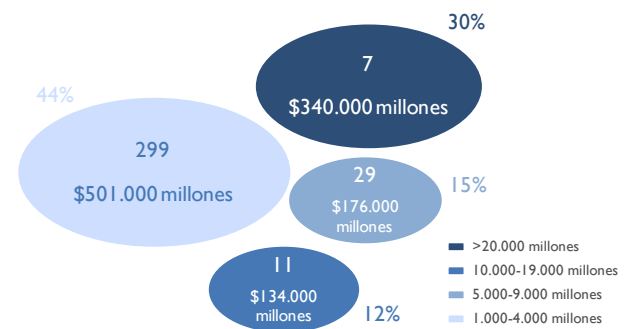 30%
7
$340.000 millones
44%
299
$501.000 millones
29
$176.000
millones
15%
11
$134.000
millones
12%
>20.000 millones
10.000-19.000 millones
5.000-9.000 millones
1.000-4.000 millones